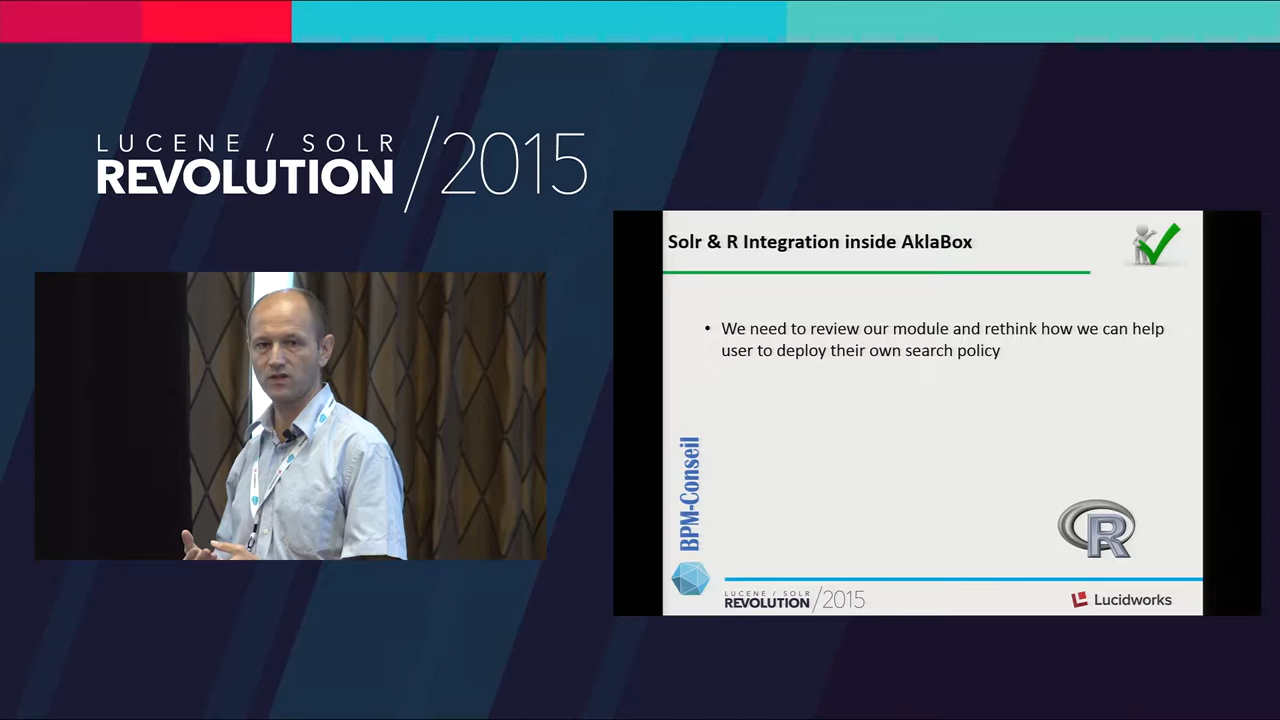 LUCENE / SOLR
REVOLUTION /2015
Solr & R Integration inside AklaBox
• We need to review our module and rethink how we can help
user to deploy their own search policy
BPM-Conseil
R
LUCENE / SOLR
REVOLUTION /2015
Lucidworks